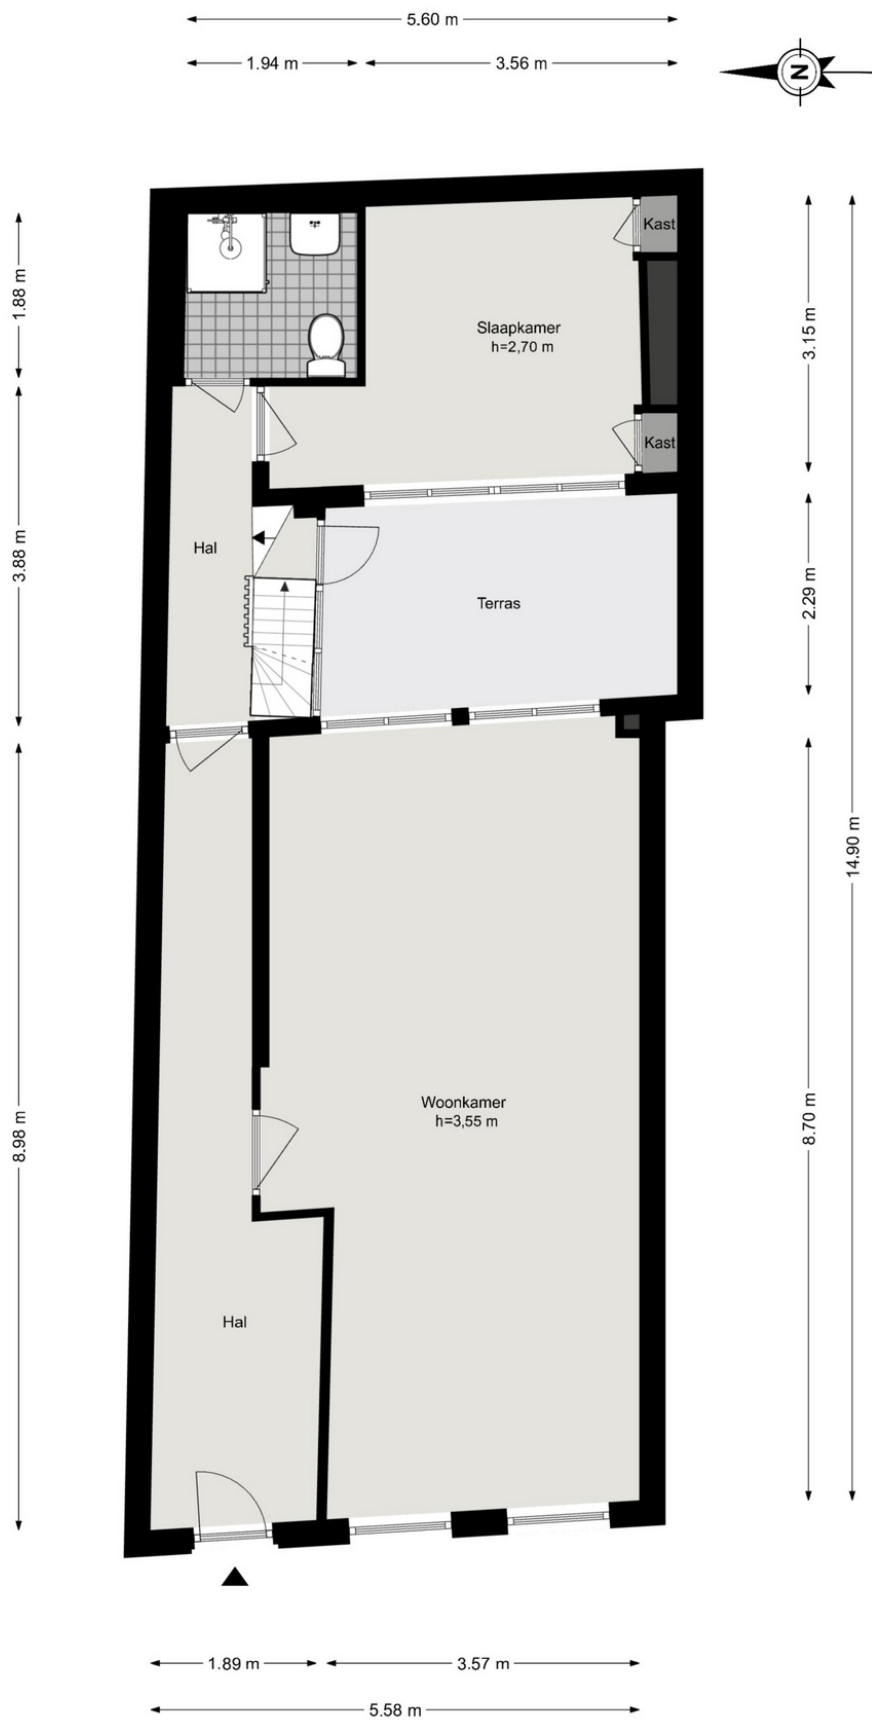 5.60 m
1.94 m
3.56 m
N
Kast
1.88 m
Slaapkamer
h=2,70 m
3.15 m
Kast
Hal
3.88 m
Terras
2.29 m
14.90 m
Woonkamer
h=3,55 m
8.98 m
8.70 m
Hal
1.89 m
3.57 m
5.58 m